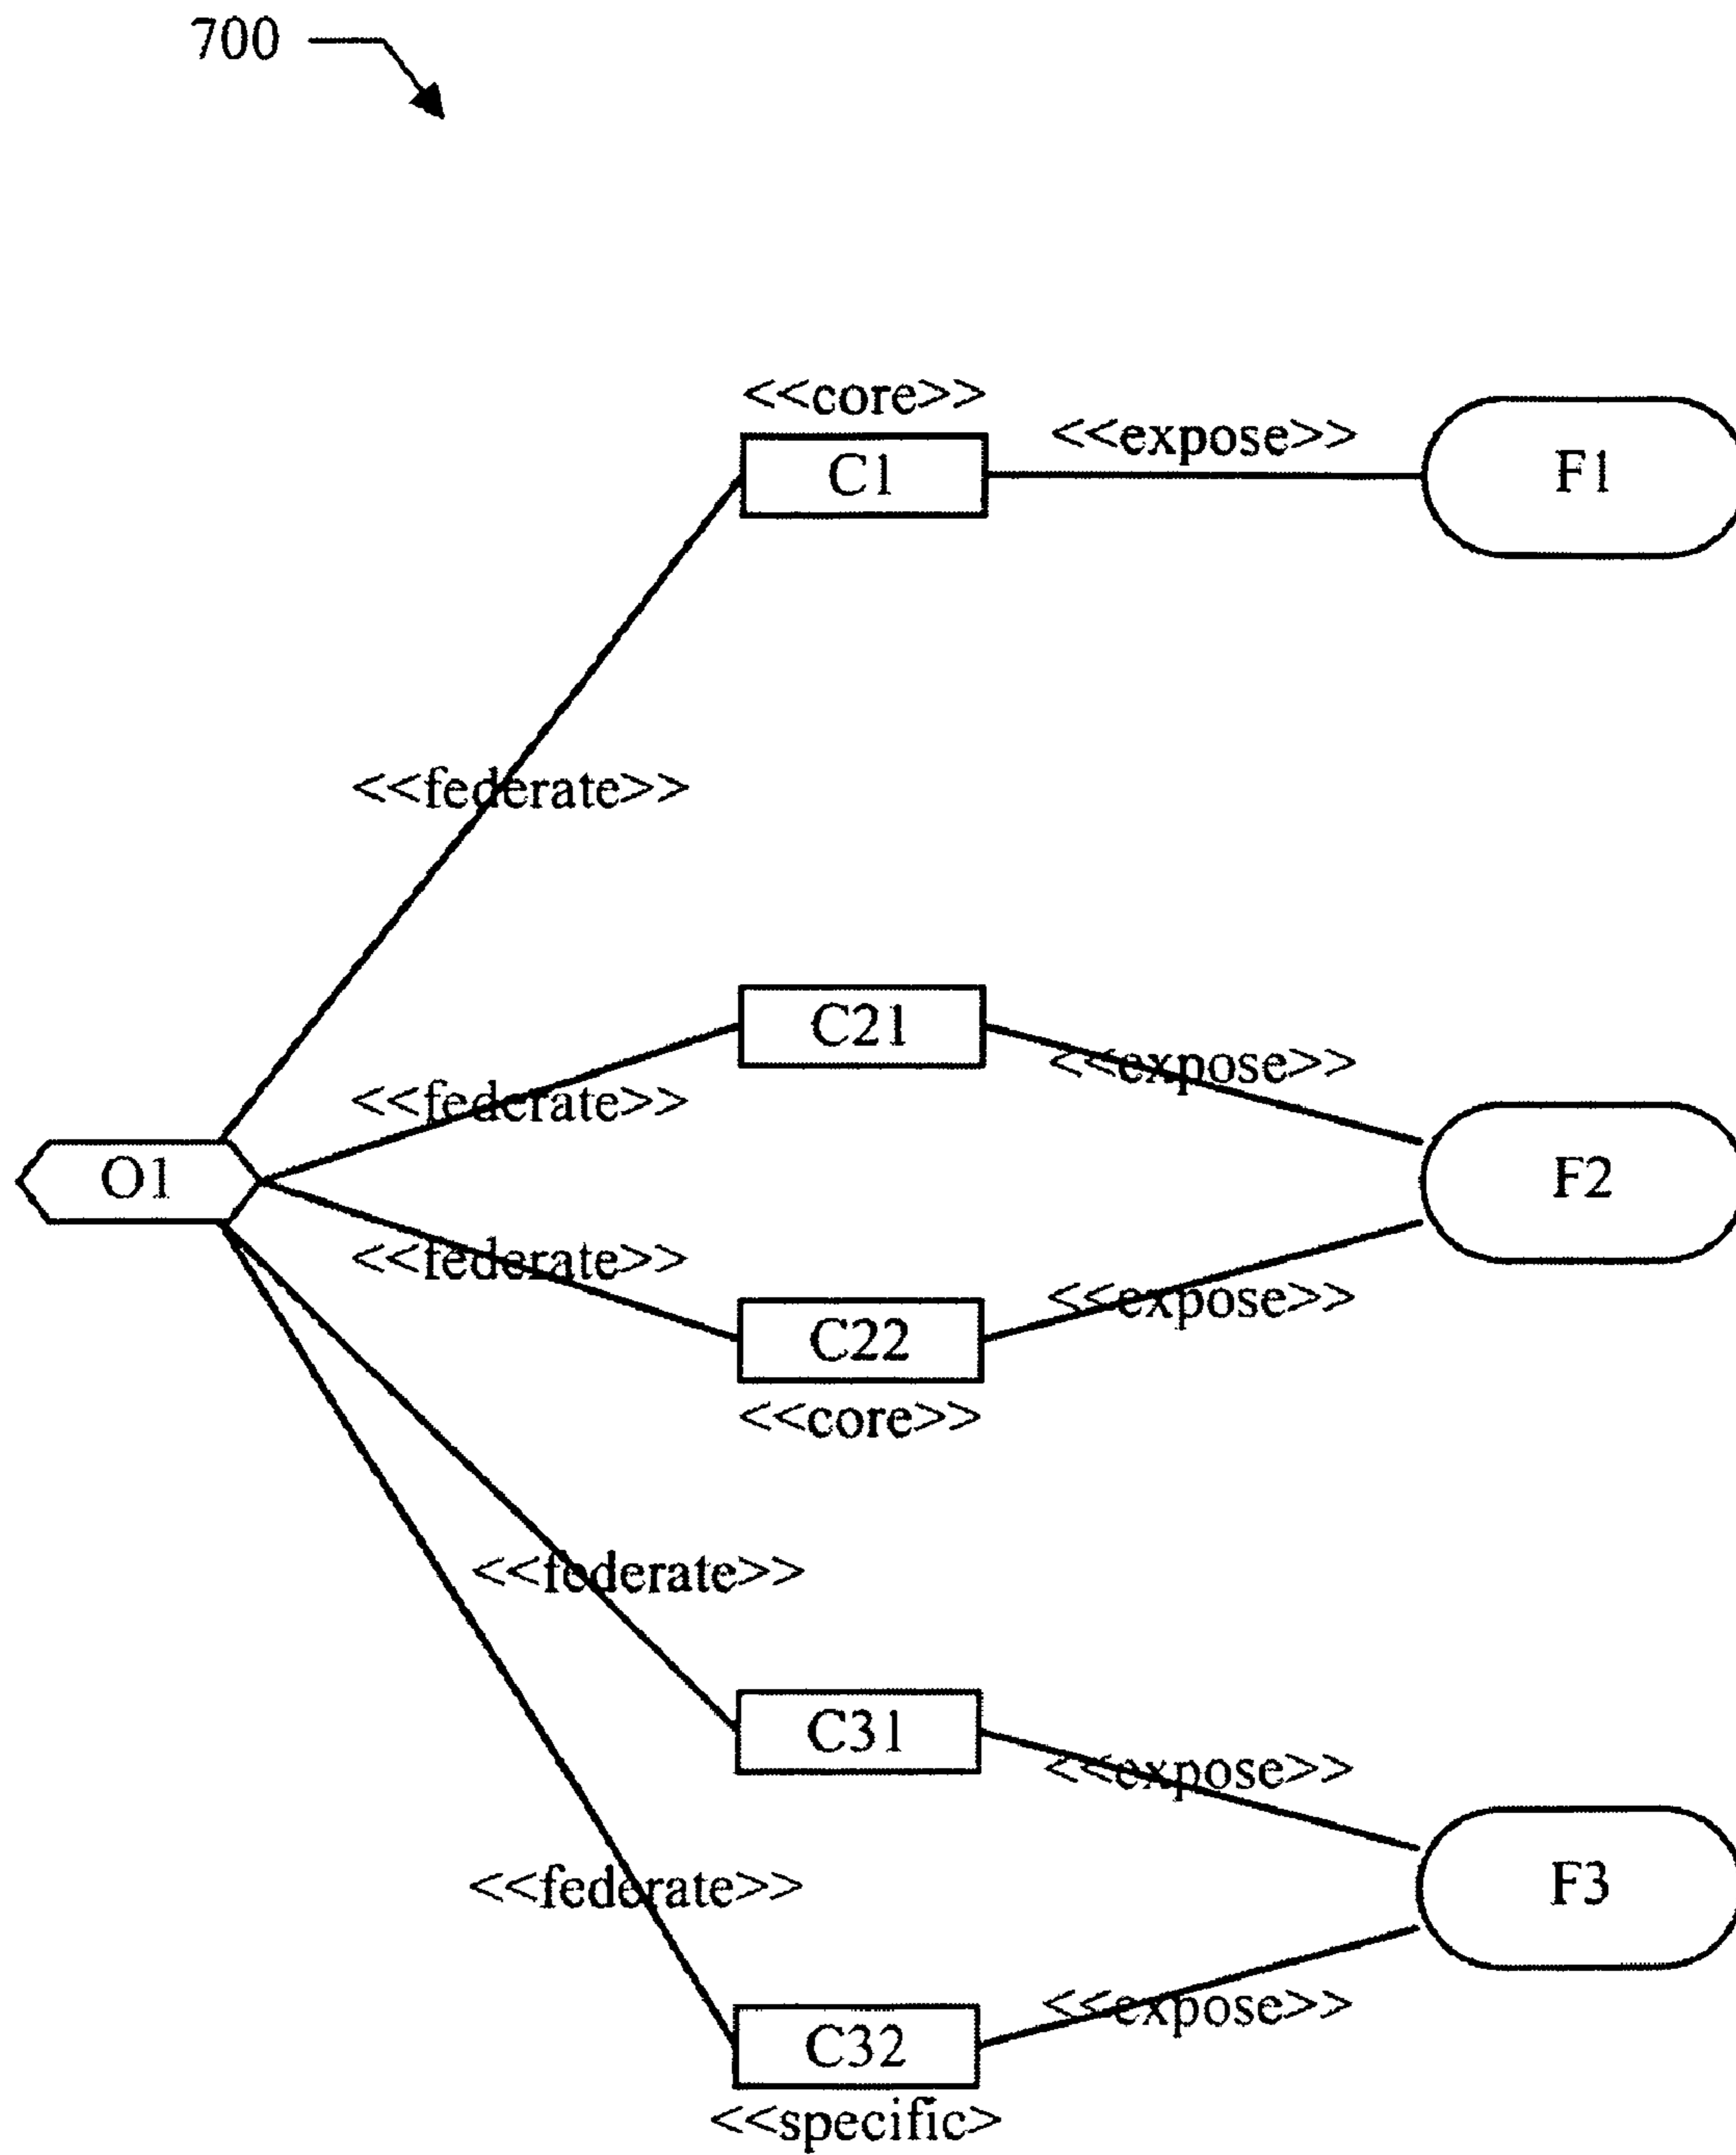 700
<<core>>
C1
<<expose>>
F1
<<federate>>
C21
<<expose>>
<<federate>>
O1
F2
<<federate>>
<<expose>>
C22
<<core>>
<<federate>>
C31
<<expose>>
<<federate>>
F3
<<expose>>
C32
<<specific>